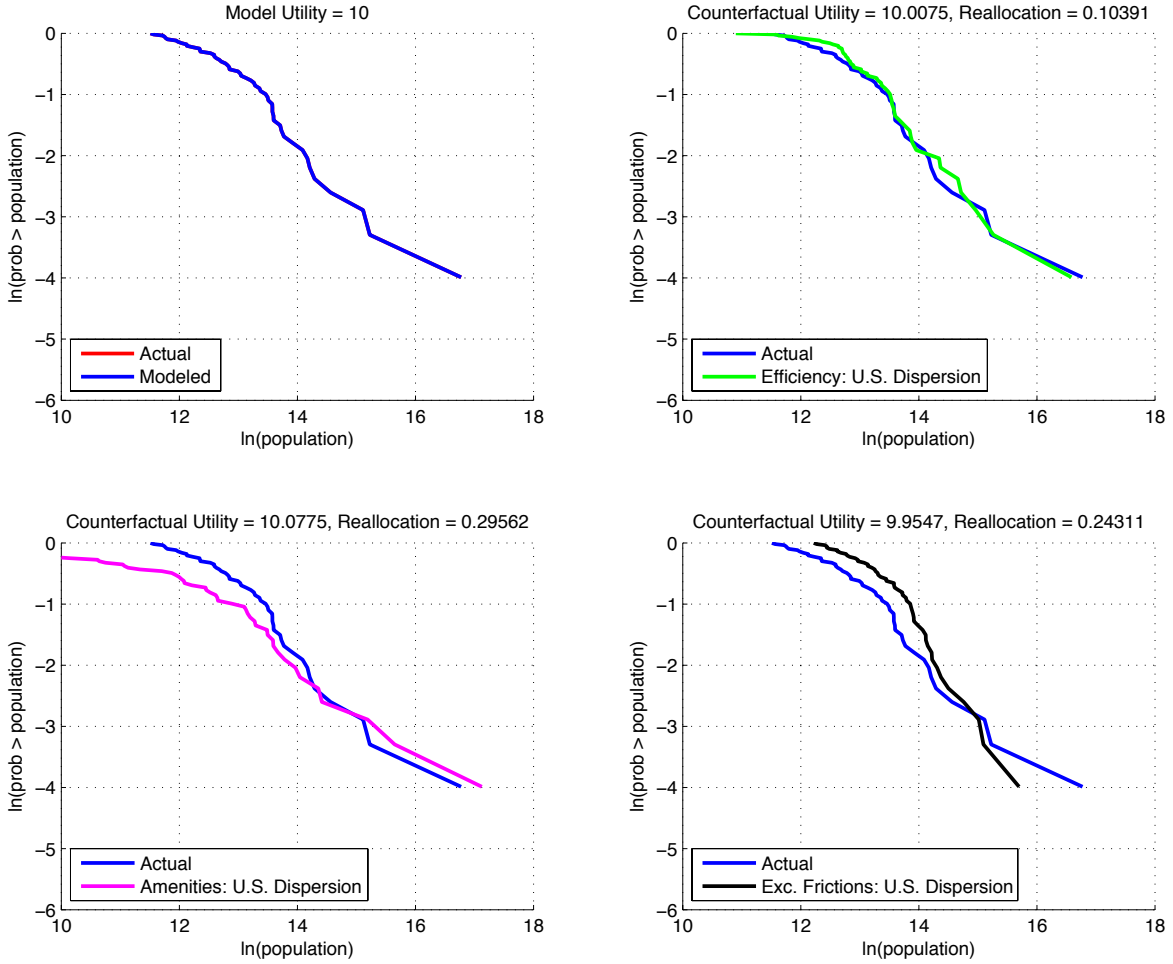 Model Utility = 10
0
−1
−2
−3
−4
−5
−6
10
12
14
16
18
ln(prob > population)
ln(population)
Actual
Modeled
Counterfactual Utility = 10.0075, Reallocation = 0.10391
0
−1
−2
−3
−4
−5
−6
10
12
14
16
18
ln(prob > population)
ln(population)
Actual
Efficiency: U.S. Dispersion
Counterfactual Utility = 10.0775, Reallocation = 0.29562
0
−1
−2
−3
−4
−5
−6
10
12
14
16
18
ln(prob > population)
ln(population)
Actual
Amenities: U.S. Dispersion
Counterfactual Utility = 9.9547, Reallocation = 0.24311
0
−1
−2
−3
−4
−5
−6
10
12
14
16
18
ln(prob > population)
ln(population)
Actual
Exc. Frictions: U.S. Dispersion